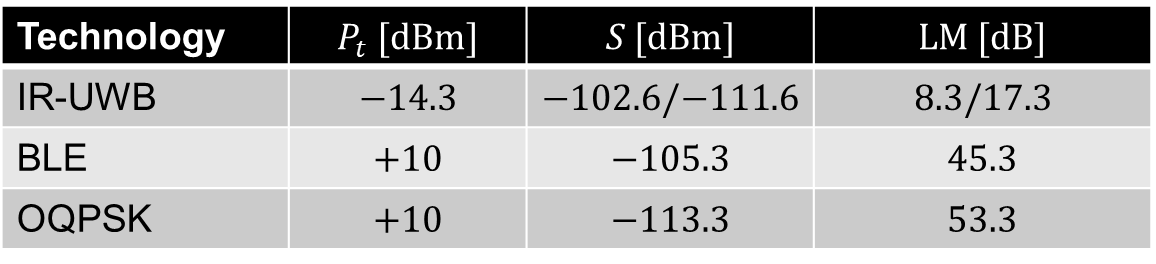 Technology P_t [dBm] S [dBm] LM [dB]
IR-UWB −14.3 −102.6/−111.6 8.3/17.3
BLE +10 −105.3 45.3
OQPSK +10 −113.3 53.3